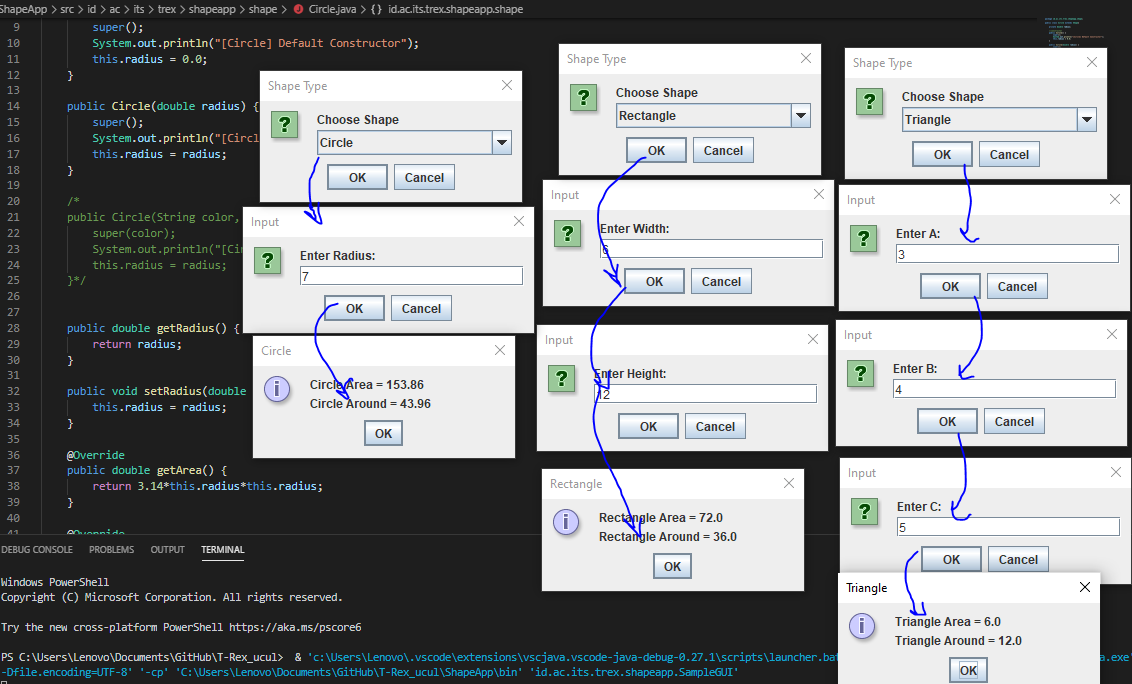 ShapeApp > src > id > ac > its > trex > shapeapp > shape > Circle.java > {} id.ac.its.trex.shapeapp.shape
9 super();
10 System.out.println("[Circle] Default Constructor");
11 this.radius = 0.0;
12 }
13
14 public Circle(double radius) {
15 super();
16 System.out.println("[Circl
17 this.radius = radius;
18 }
19
20 /*
21 public Circle(String color,
22 super(color);
23 System.out.println("[Ci
24 this.radius = radius;
25 }*/
26
27
28 public double getRadius() {
29 return radius;
30 }
31
32 public void setRadius(double
33 this.radius = radius;
34 }
35
36 @Override
37 public double getArea() {
38 return 3.14*this.radius*this.radius;
39 }
40
41 @Override
Shape Type
Choose Shape
Circle
OK Cancel
Input
Enter Radius:
7
OK Cancel
Circle
Circle Area = 153.86
Circle Around = 43.96
OK
Shape Type
Choose Shape
Rectangle
OK Cancel
Input
Enter Width:
6
OK Cancel
Input
Enter Height:
12
OK Cancel
Rectangle
Rectangle Area = 72.0
Rectangle Around = 36.0
OK
Shape Type
Choose Shape
Triangle
OK Cancel
Input
Enter A:
3
OK Cancel
Input
Enter B:
4
OK Cancel
Input
Enter C:
5
OK Cancel
Triangle
Triangle Area = 6.0
Triangle Around = 12.0
OK
DEBUG CONSOLE PROBLEMS OUTPUT TERMINAL
Windows PowerShell
Copyright (C) Microsoft Corporation. All rights reserved.
Try the new cross-platform PowerShell https://aka.ms/pscore6
PS C:\Users\Lenovo\Documents\GitHub\T-Rex_ucul> & 'c:\Users\Lenovo\.vscode\extensions\vscjava.vscode-java-debug-0.27.1\scripts\launcher.bat a.exe'
-Dfile.encoding=UTF-8' '-cp' 'C:\Users\Lenovo\Documents\GitHub\T-Rex_ucul\ShapeApp\bin' 'id.ac.its.trex.shapeapp.SampleGUI'